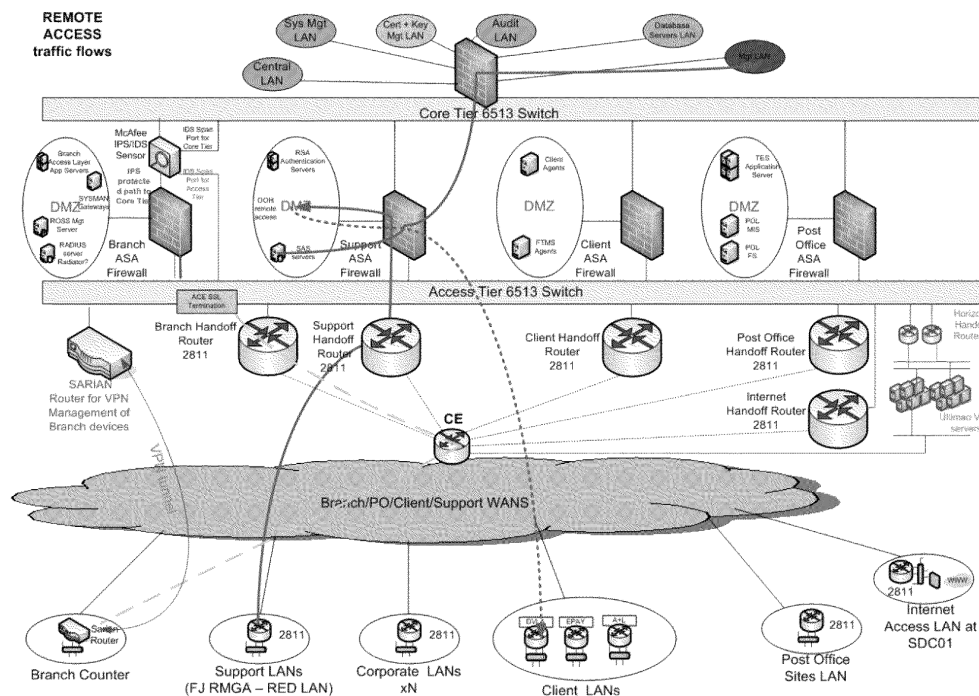 REMOTE
ACCESS
traffic flows
Sys Mgt
LAN
Cert + Key
Mgt LAN
Audit
LAN
Database
Servers LAN
Central
LAN
Mgt LAN
Core Tier 6513 Switch
McAfee
IPS/IDS
Sensor
IDS Span
Port for
Core Tier
IPS
protecte
d path to
Core Tier
IDS Span
Port for
Access
Tier
Branch
Access Layer
App Servers
SYSMAN
Gateways
DMZ
ROSS Mgt
Server
RADIUS
server
Radiator?
Branch
ASA
Firewall
RSA
Authentication
Servers
DMZ
remote
access
SAS
servers
Support
ASA
Firewall
Client
Agents
DMZ
FTMS
Agents
Client
ASA
Firewall
TES
Application
Server
DMZ
POL
MIS
POL
FS
Post
Office
ASA
Firewall
Access Tier 6513 Switch
ACE SSL
Termination
Branch Handoff
Router
2811
Support
Handoff
Router
2811
Client Handoff
Router
2811
Post Office
Handoff Router
2811
Internet
Handoff Router
2811
SARIAN
Router for VPN
Management of
Branch devices
VPN tunnel
CE
Branch/PO/Client/Support WANS
Sarian
Router
Branch Counter
2811
Support LANs
(FJ RMGA – RED LAN)
2811
Corporate LANs
xN
DVLA
EPAY
A+L
Client LANs
2811
Post Office
Sites LAN
2811
WWW
Internet
Access LAN at
SDC01